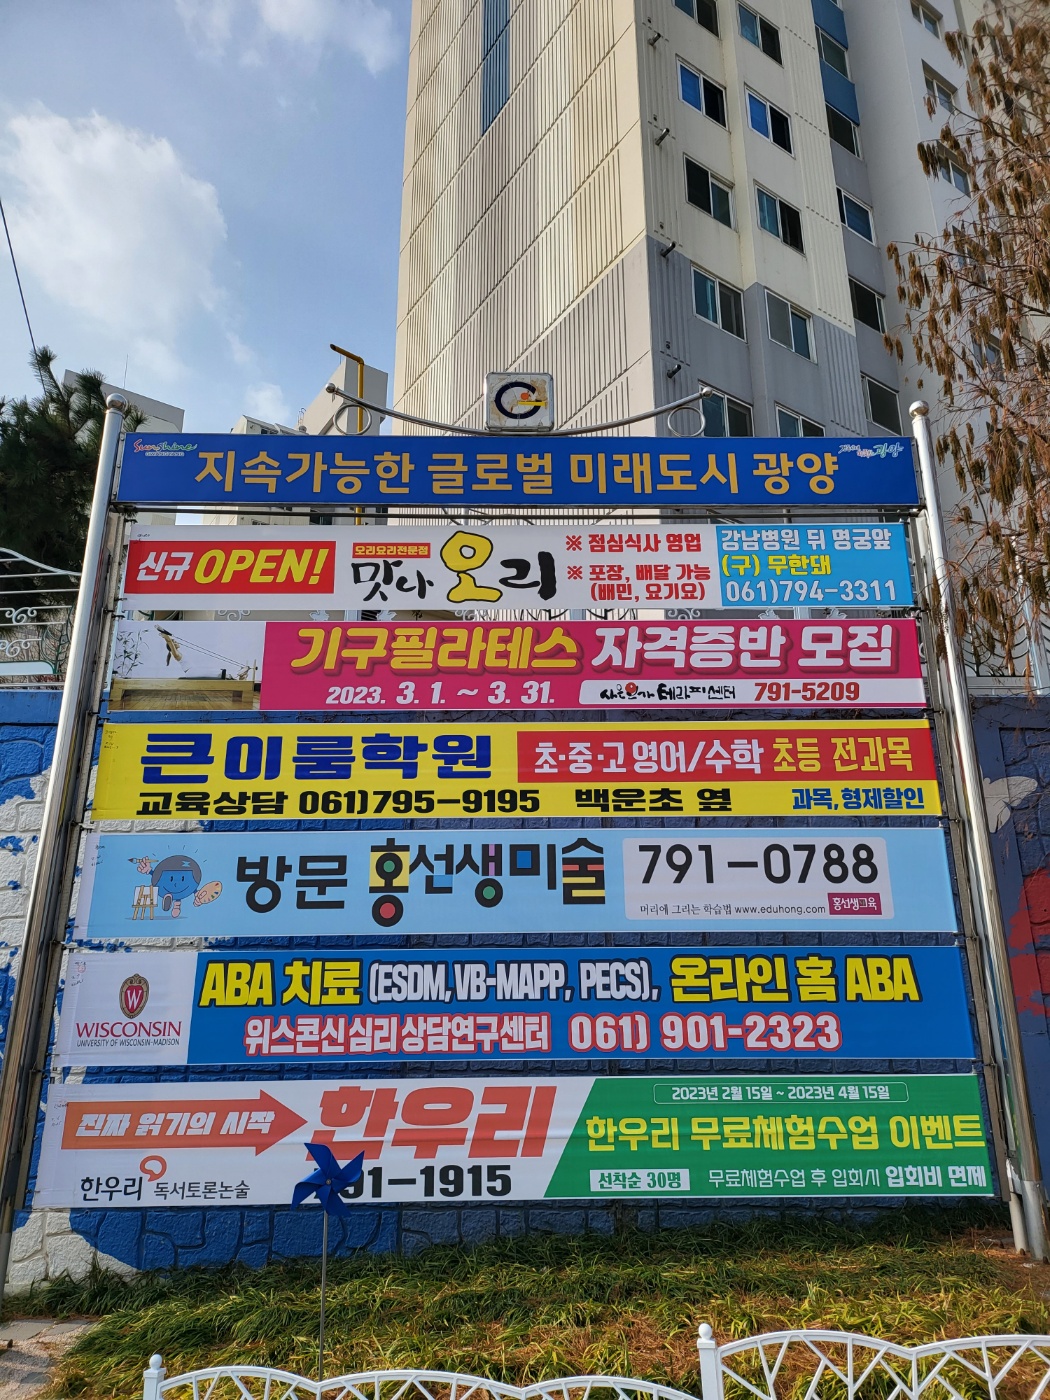 Sunshine
GWANGYANG
지속가능한 글로벌 미래도시 광양
신규 OPEN!
오리요리전문점
맛나 오리
※ 점심식사 영업
※ 포장, 배달 가능
(배민, 요기요)
강남병원 뒤 명궁앞
(구) 무한돼
061)794-3311
기구필라테스 자격증반 모집
2023. 3. 1. ~ 3. 31.
테라피센터 791-5209
큰이룸학원
초·중·고 영어/수학 초등 전과목
교육상담 061)795-9195 백운초 옆
과목, 형제할인
방문 홍선생미술
791-0788
머리에 그리는 학습법 www.eduhong.com 홍선생교육
WISCONSIN
UNIVERSITY OF WISCONSIN-MADISON
ABA 치료 (ESDM, VB-MAPP, PECS), 온라인 홈 ABA
위스콘신심리상담연구센터 061) 901-2323
진짜 읽기의 시작
한우리
한우리 독서토론논술
91-1915
2023년 2월 15일 ~ 2023년 4월 15일
한우리 무료체험수업 이벤트
선착순 30명 무료체험수업 후 입회시 입회비 면제